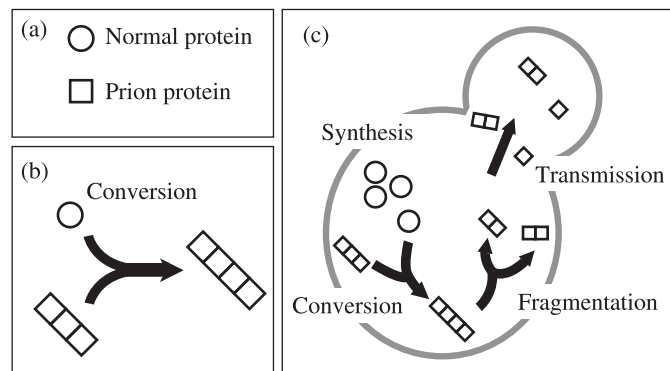 (a)
Normal protein
Prion protein
(b)
Conversion
(c)
Synthesis
Transmission
Conversion
Fragmentation